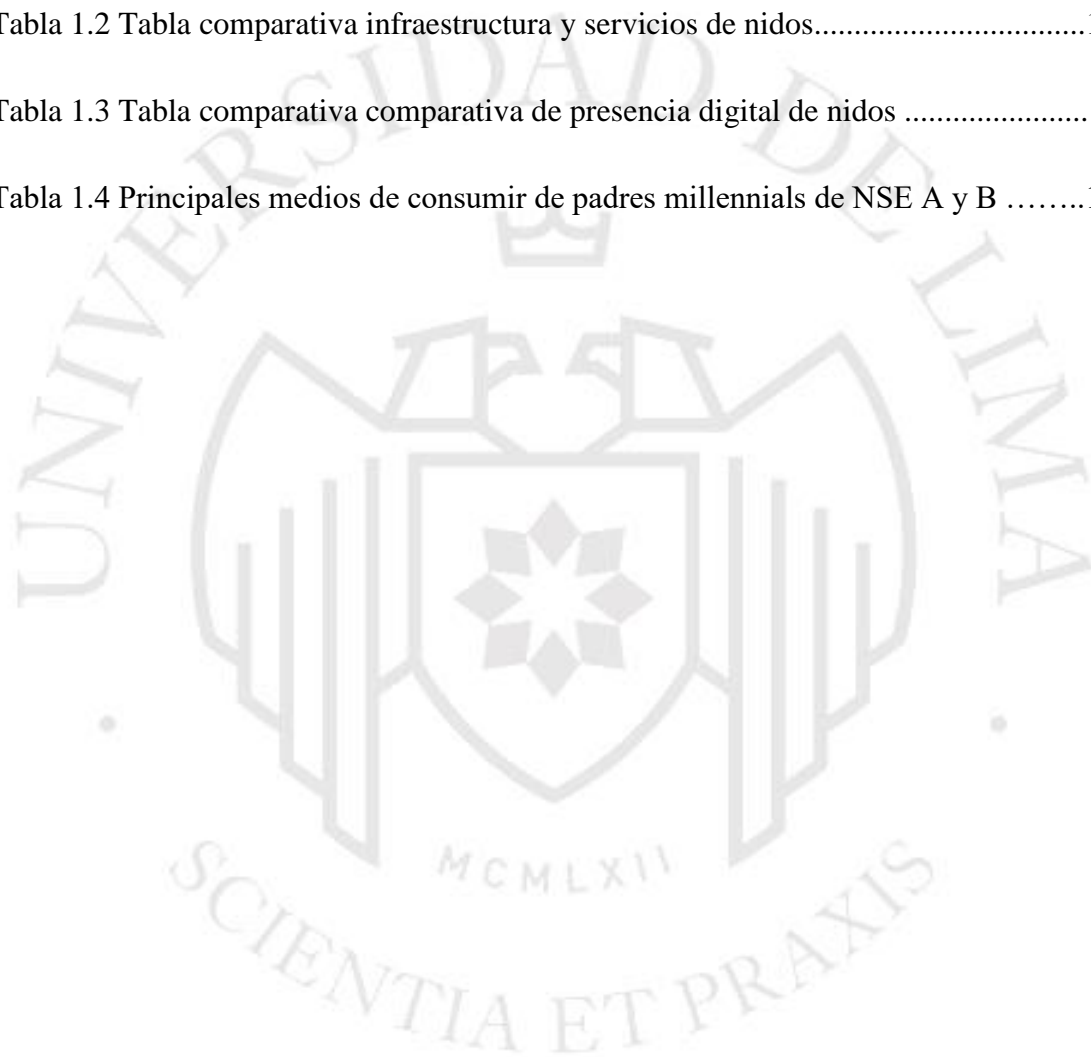 Tabla 1.2 Tabla comparativa infraestructura y servicios de nidos..................................
Tabla 1.3 Tabla comparativa comparativa de presencia digital de nidos .......................
Tabla 1.4 Principales medios de consumir de padres millennials de NSE A y B ……..
UNIVERSIDAD DE LIMA
MCMLXII
SCIENTIA ET PRAXIS